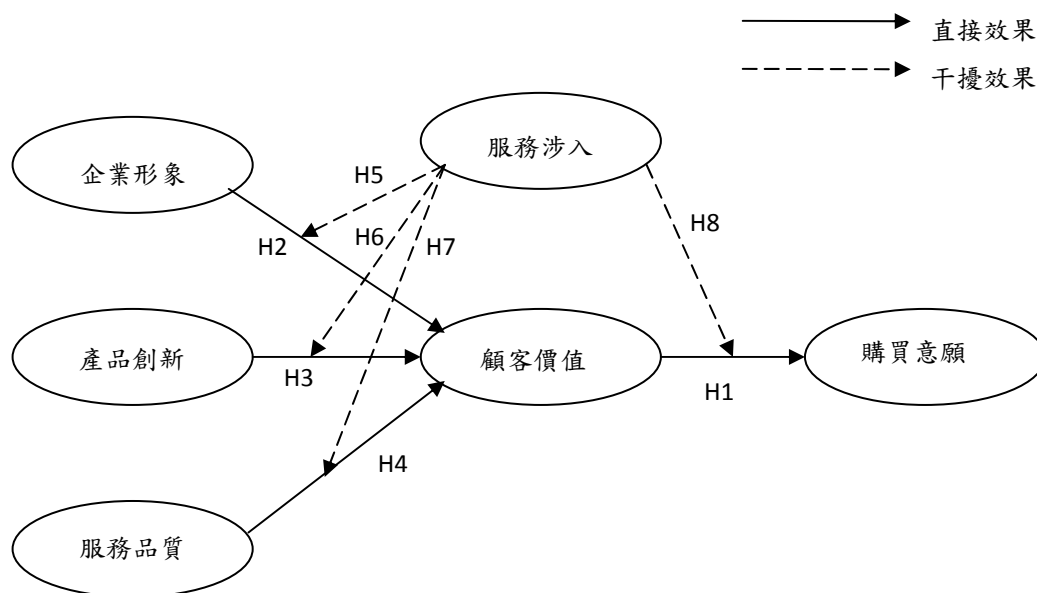 直接效果
干擾效果
服務涉入
企業形象
H5
H8
H6
H2
H7
產品創新
顧客價值
購買意願
H3
H1
H4
服務品質